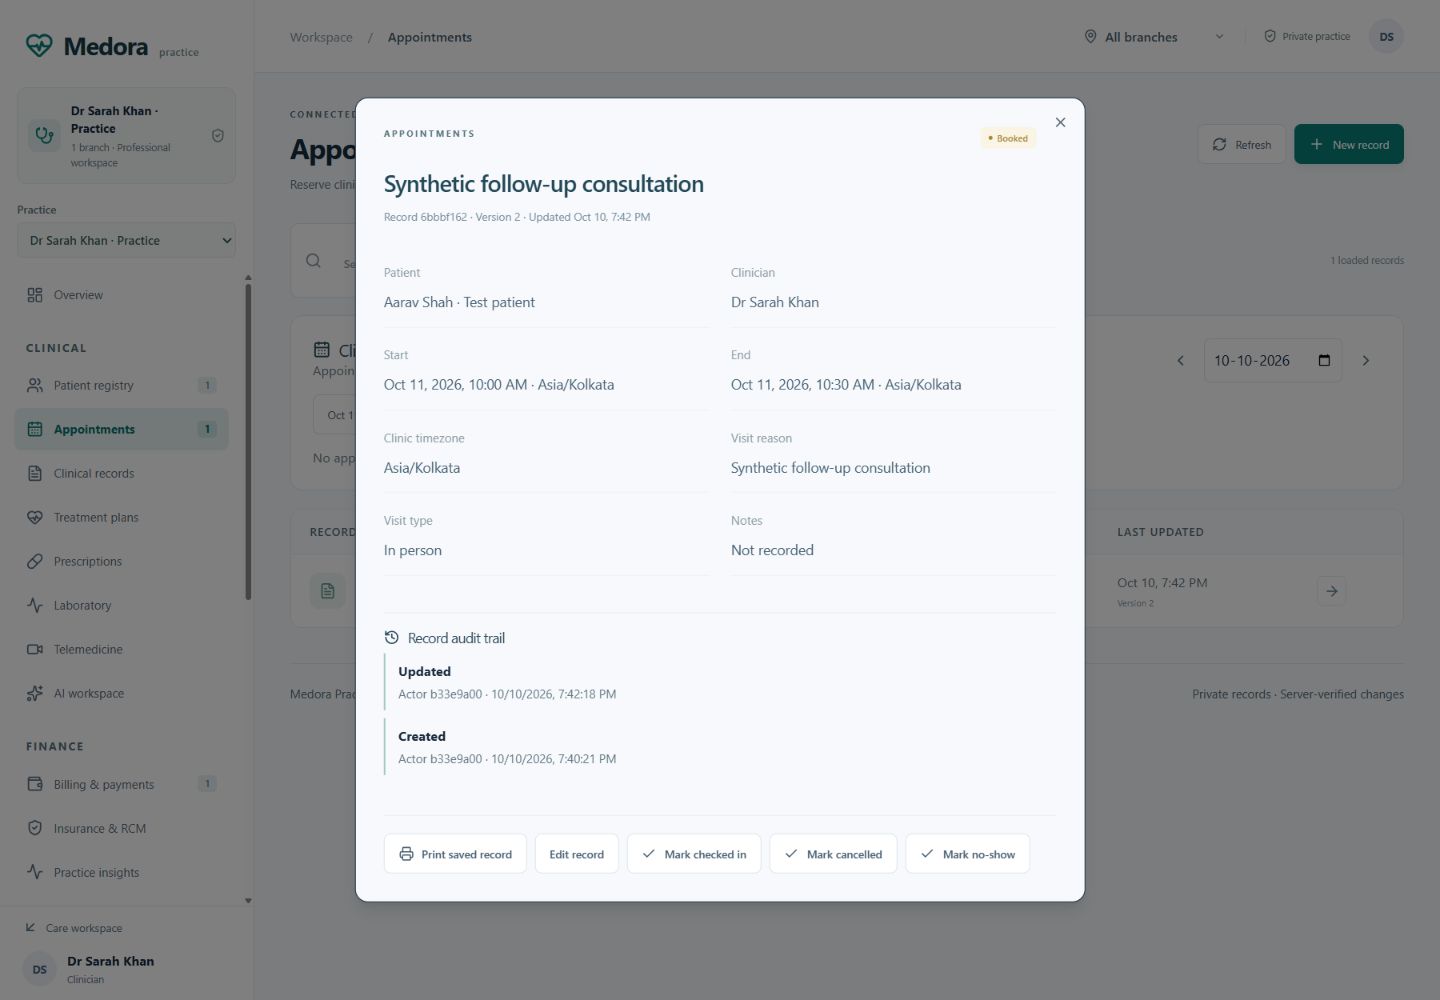 Medora practice
Dr Sarah Khan ·
Practice
1 branch · Professional
workspace
Practice
Dr Sarah Khan · Practice
Overview
CLINICAL
Patient registry 1
Appointments 1
Clinical records
Treatment plans
Prescriptions
Laboratory
Telemedicine
AI workspace
FINANCE
Billing & payments 1
Insurance & RCM
Practice insights
Care workspace
DS
Dr Sarah Khan
Clinician
Workspace / Appointments
All branches
Private practice
DS
CONNECTED
Appo
Reserve clini
Refresh
New record
Se
1 loaded records
Cli
Appoin
10-10-2026
Oct 1
No app
RECORD
LAST UPDATED
Oct 10, 7:42 PM
Version 2
Medora Prac
Private records · Server-verified changes
APPOINTMENTS
Booked
Synthetic follow-up consultation
Record 6bbbf162 · Version 2 · Updated Oct 10, 7:42 PM
Patient
Aarav Shah · Test patient
Clinician
Dr Sarah Khan
Start
Oct 11, 2026, 10:00 AM · Asia/Kolkata
End
Oct 11, 2026, 10:30 AM · Asia/Kolkata
Clinic timezone
Asia/Kolkata
Visit reason
Synthetic follow-up consultation
Visit type
In person
Notes
Not recorded
Record audit trail
Updated
Actor b33e9a00 · 10/10/2026, 7:42:18 PM
Created
Actor b33e9a00 · 10/10/2026, 7:40:21 PM
Print saved record
Edit record
Mark checked in
Mark cancelled
Mark no-show